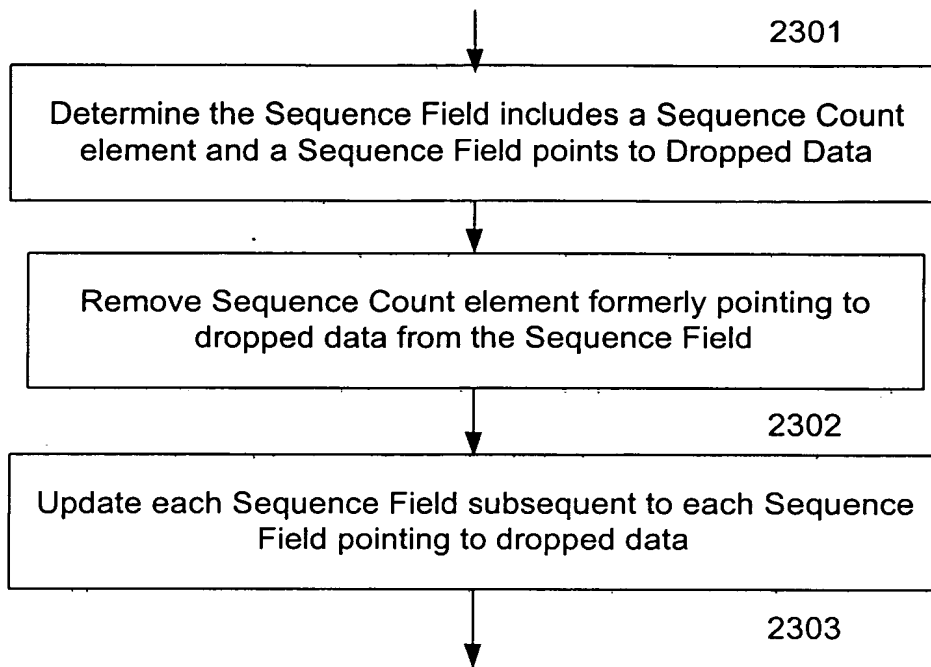 2301
Determine the Sequence Field includes a Sequence Count
element and a Sequence Field points to Dropped Data
Remove Sequence Count element formerly pointing to
dropped data from the Sequence Field
2302
Update each Sequence Field subsequent to each Sequence
Field pointing to dropped data
2303